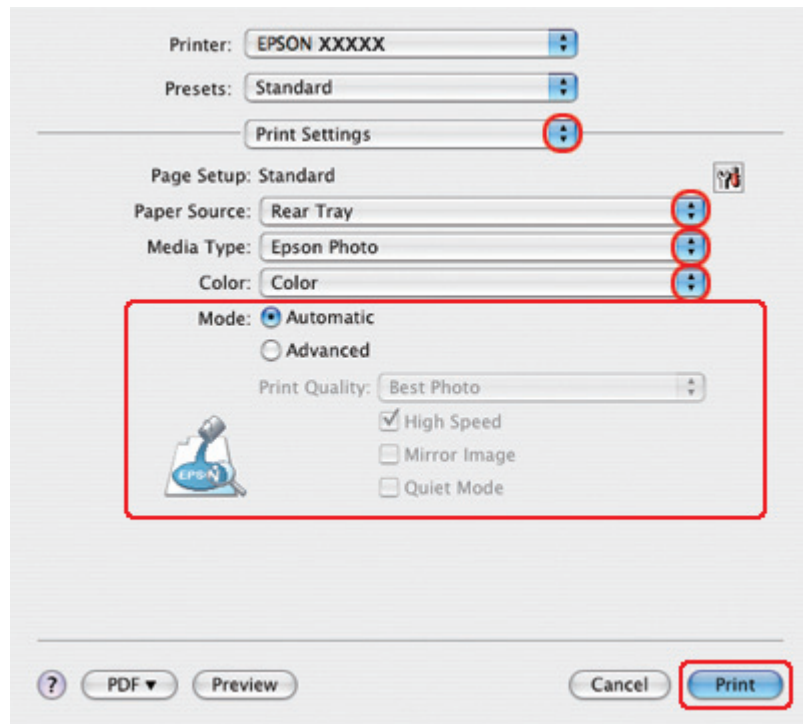 Printer: EPSON XXXXX
Presets: Standard
Print Settings
Page Setup: Standard
Paper Source: Rear Tray
Media Type: Epson Photo
Color: Color
Mode: Automatic
Advanced
Print Quality: Best Photo
High Speed
Mirror Image
Quiet Mode
EPSON
? PDF ▼ Preview Cancel Print